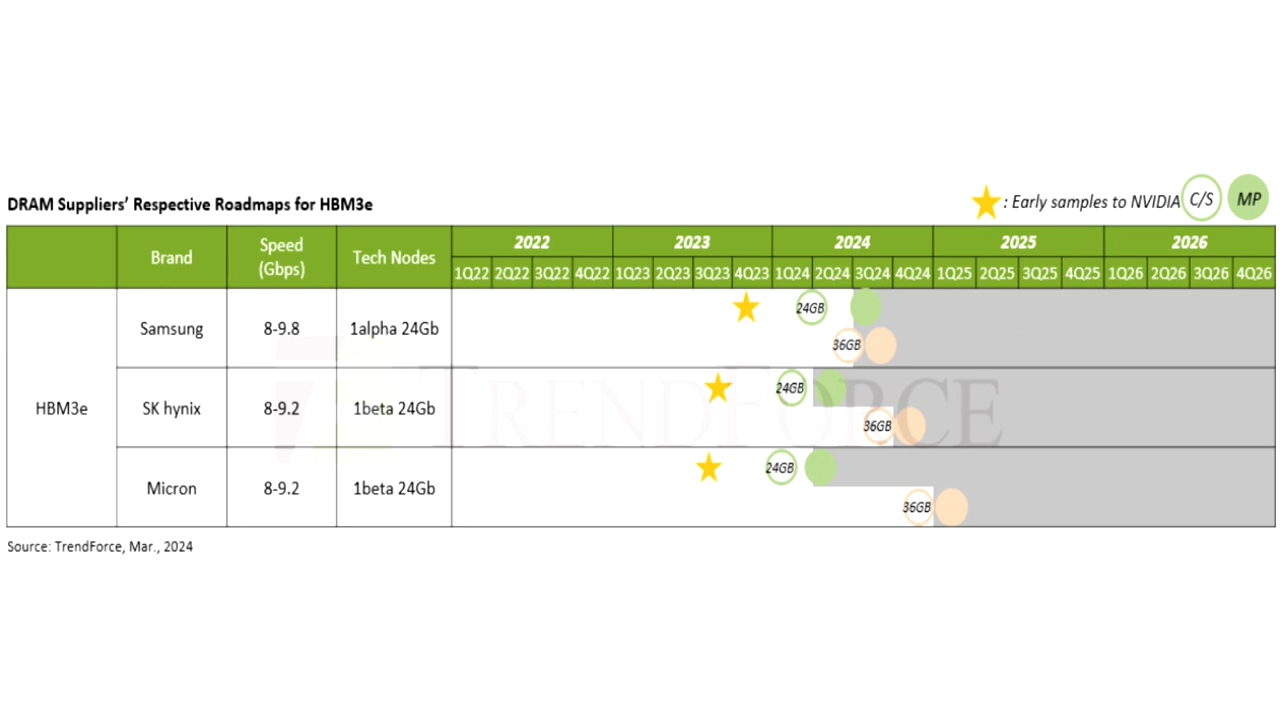 DRAM Suppliers’ Respective Roadmaps for HBM3e
: Early samples to NVIDIA C/S MP
Brand Speed (Gbps) Tech Nodes 2022 2023 2024 2025 2026
1Q22 2Q22 3Q22 4Q22 1Q23 2Q23 3Q23 4Q23 1Q24 2Q24 3Q24 4Q24 1Q25 2Q25 3Q25 4Q25 1Q26 2Q26 3Q26 4Q26
HBM3e
Samsung 8-9.8 1alpha 24Gb 24GB
36GB
SK hynix 8-9.2 1beta 24Gb 24GB
36GB
Micron 8-9.2 1beta 24Gb 24GB
36GB
TRENDFORCE
Source: TrendForce, Mar., 2024